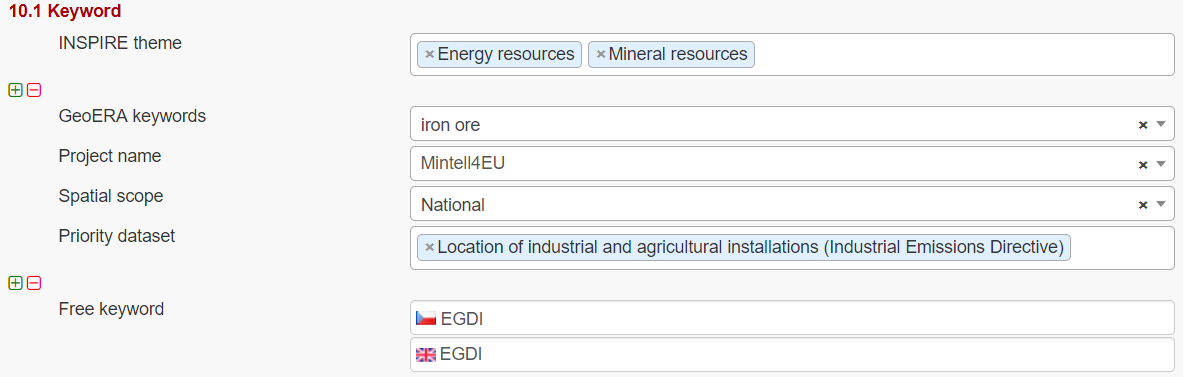 10.1 Keyword
INSPIRE theme
× Energy resources × Mineral resources
GeoERA keywords
iron ore ×
Project name
Mintell4EU ×
Spatial scope
National ×
Priority dataset
× Location of industrial and agricultural installations (Industrial Emissions Directive)
Free keyword
EGDI
EGDI